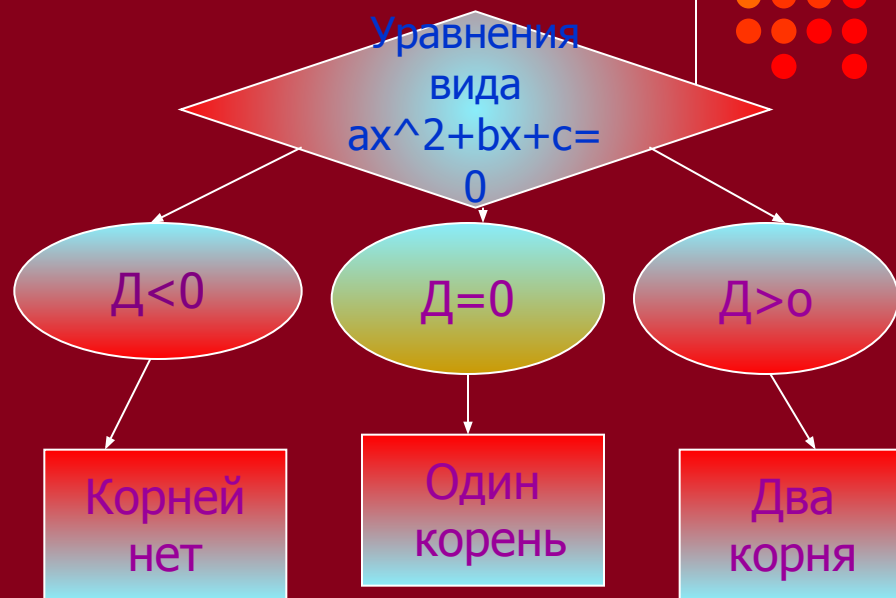 Уравнения
вида
ax^2+bx+c=
0
Д<0
Д=0
Д>о
Корней
нет
Один
корень
Два
корня